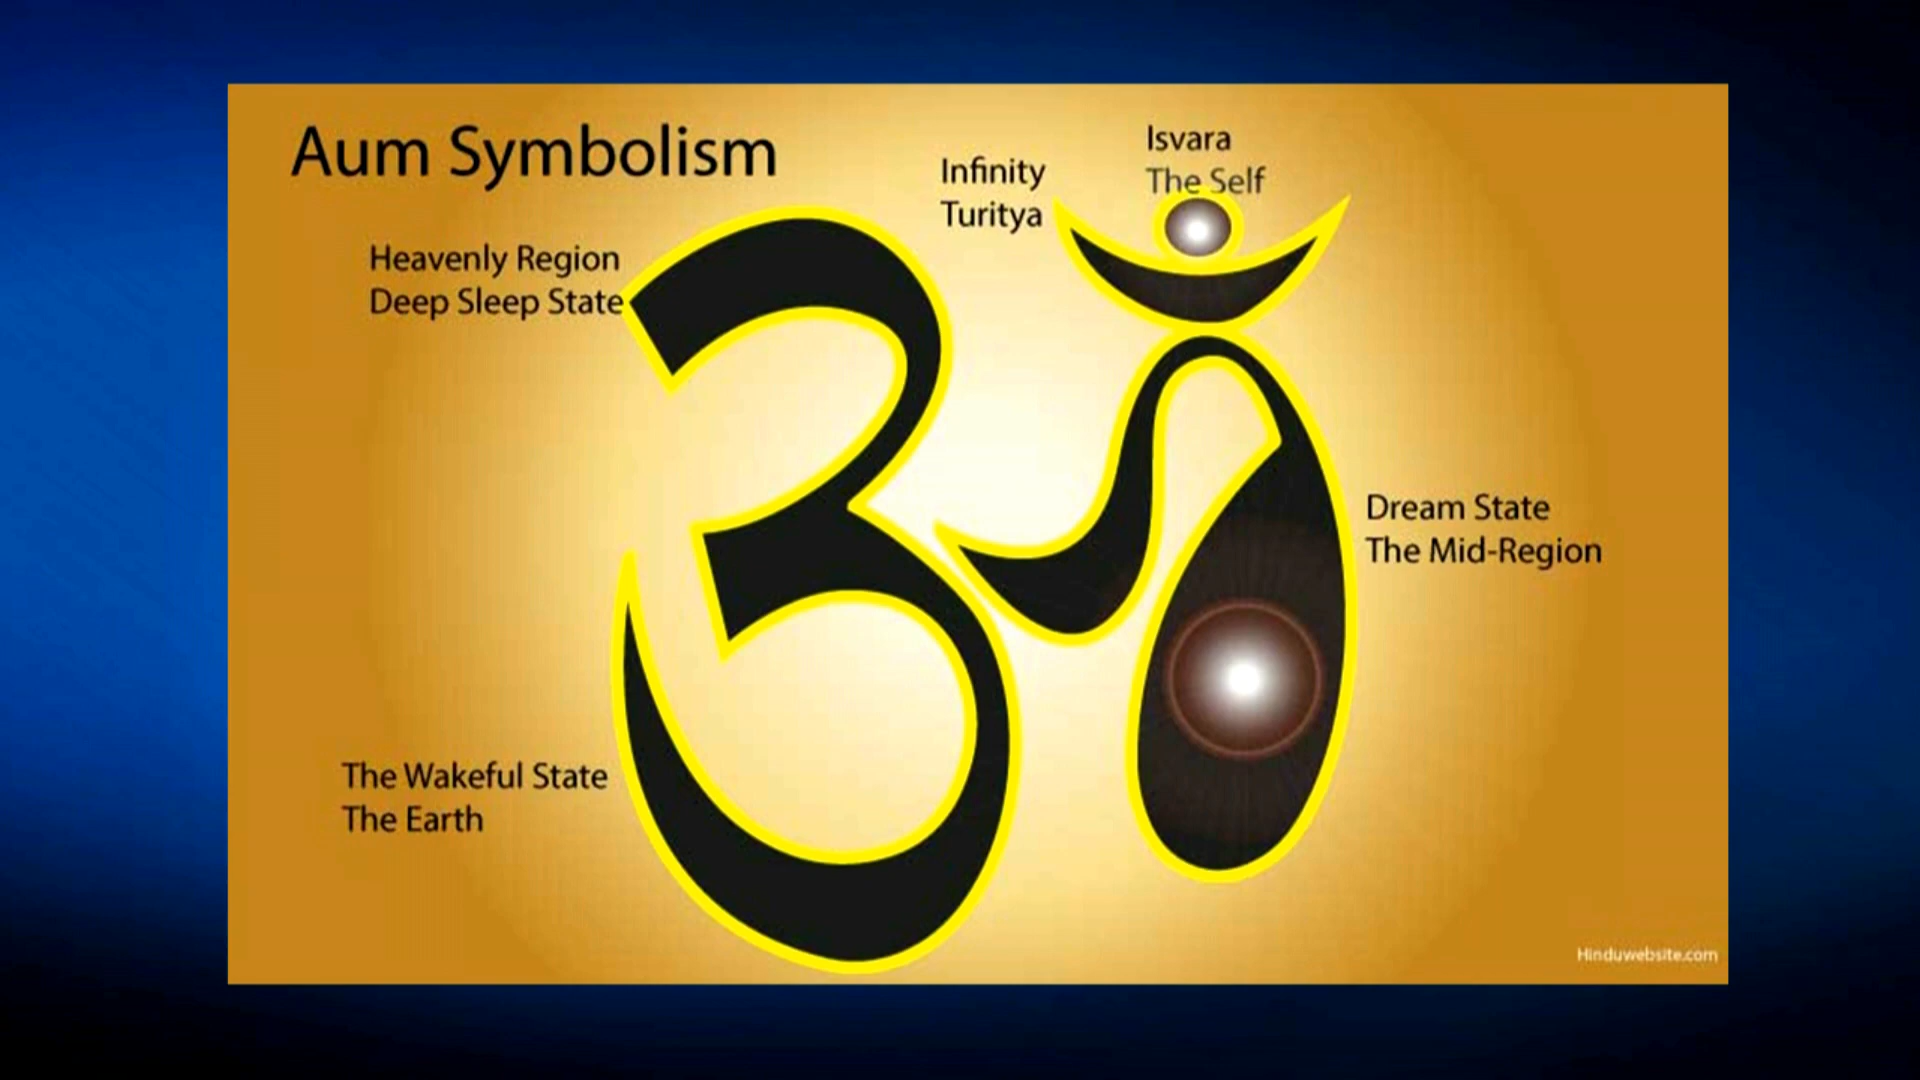 Aum Symbolism
Isvara
The Self
Infinity
Turitya
Heavenly Region
Deep Sleep State
Dream State
The Mid-Region
The Wakeful State
The Earth
Hinduwebsite.com